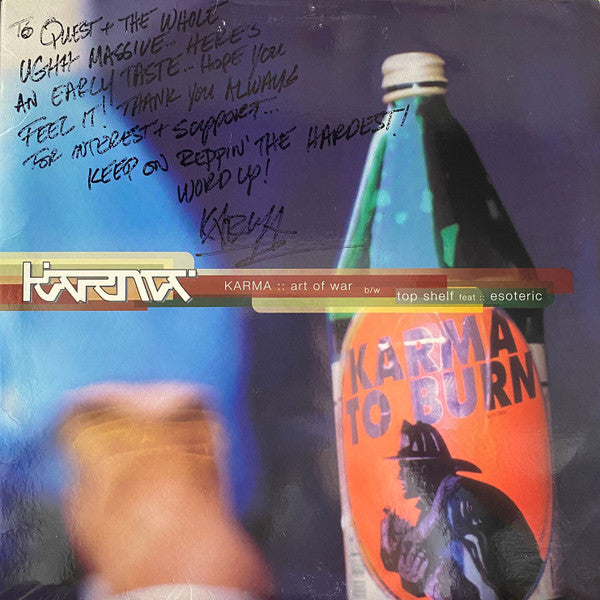 To QUEST + THE WHOLE
UGHH MASSIVE... HERE'S
AN EARLY TASTE... HOPE YOU
FEEL IT! THANK YOU ALWAYS
FOR INTEREST + SUPPORT...
KEEP ON REPPIN' THE HARDEST!
WORD UP!
KARMA
KARMA
KARMA :: art of war b/w
top shelf feat :: esoteric
KARMA
TO BURN